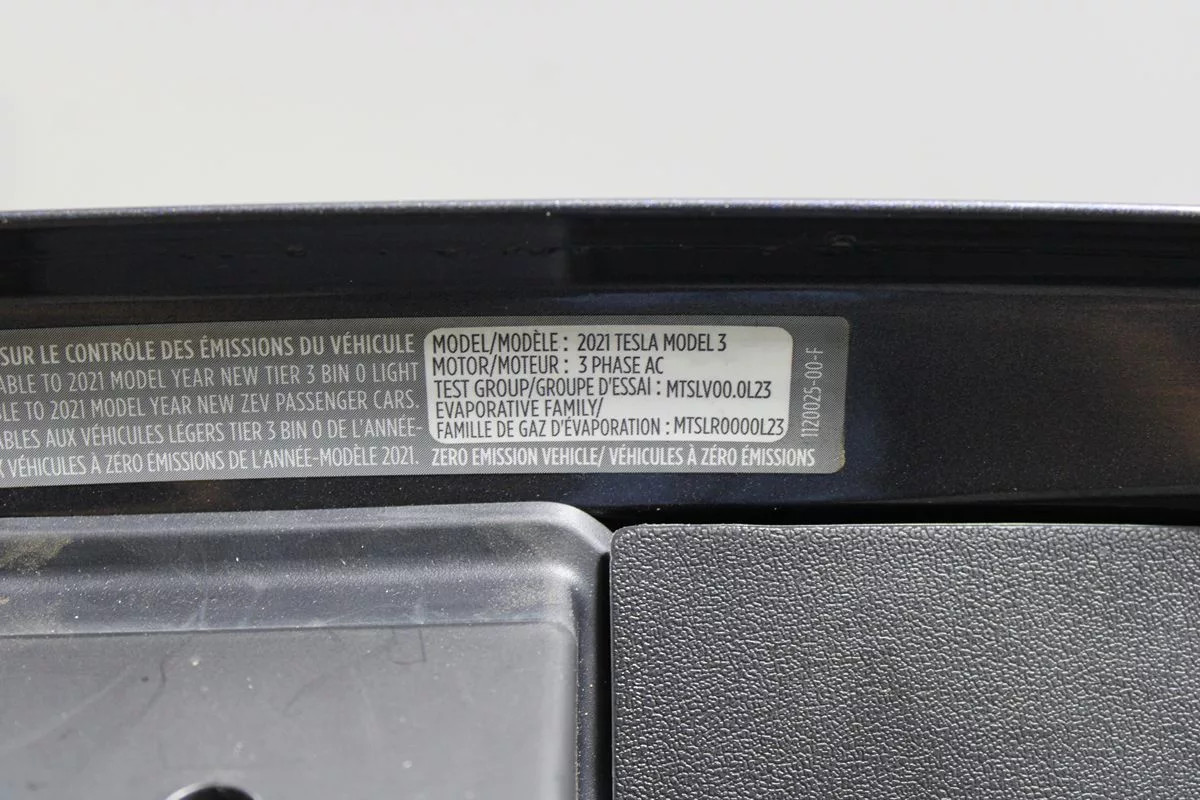 SUR LE CONTRÔLE DES ÉMISSIONS DU VÉHICULE
TO 2021 MODEL YEAR NEW TIER 3 BIN 0 LIGHT
TO 2021 MODEL YEAR NEW ZEV PASSENGER CARS.
AUX VÉHICULES LÉGERS TIER 3 BIN 0 DE L'ANNÉE-
VÉHICULES À ZÉRO ÉMISSIONS DE L'ANNÉE-MODÈLE 2021.
MODEL/MODÈLE : 2021 TESLA MODEL 3
MOTOR/MOTEUR : 3 PHASE AC
TEST GROUP/GROUPE D'ESSAI : MTSLV00.0L23
EVAPORATIVE FAMILY/
FAMILLE DE GAZ D'ÉVAPORATION : MTSLR0000L23
ZERO EMISSION VEHICLE/ VÉHICULES À ZÉRO ÉMISSIONS
1120025-00-F